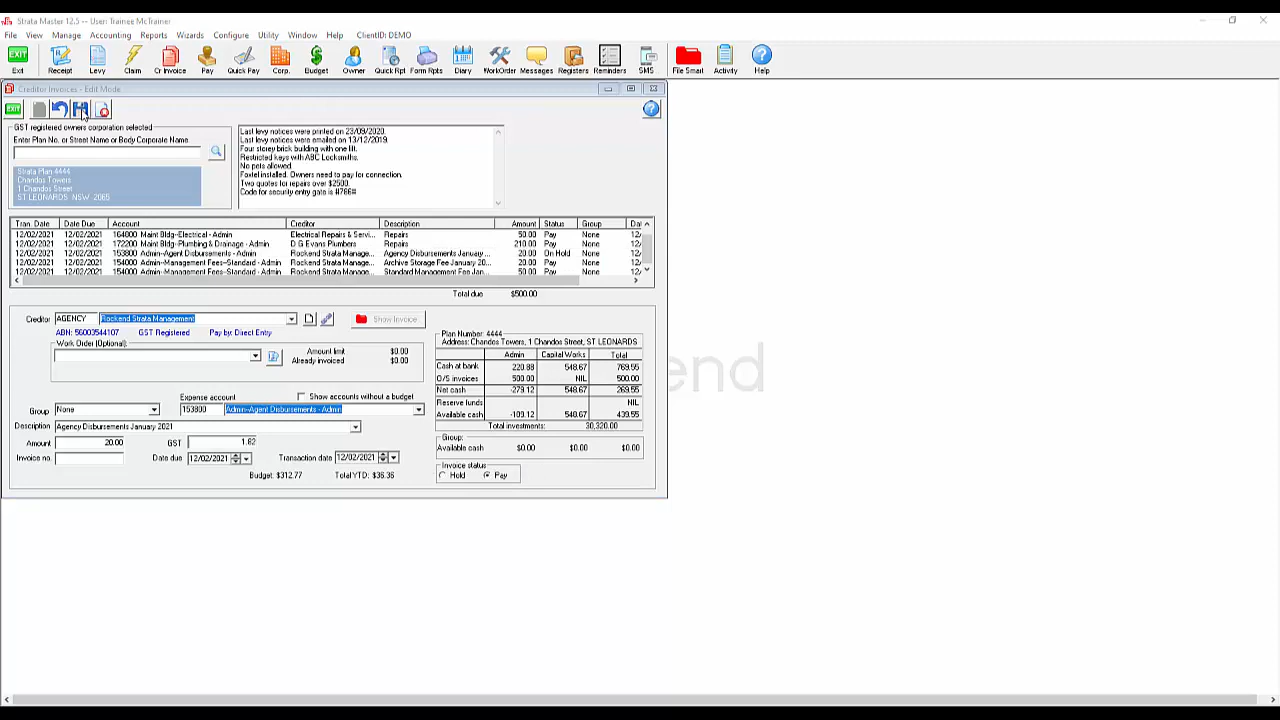 Strata Master 12.5 -- User: Trainee McTrainer
File View Manage Accounting Reports Wizards Configure Utility Window Help ClientID: DEMO
EXIT
Exit Receipt Levy Claim Cr Invoice Pay Quick Pay Corp. Budget Owner Quick Rpt Form Rpts Diary WorkOrder Messages Registers Reminders SMS File Smart Activity Help
Creditor Invoices - Edit Mode
EXIT
GST registered owners corporation selected
Enter Plan No. or Street Name or Body Corporate Name
Strata Plan 4444
Chandos Towers
1 Chandos Street
ST LEONARDS NSW 2065
Last levy notices were printed on 23/09/2020.
Last levy notices were emailed on 13/12/2019.
Four storey brick building with one lift.
Restricted keys with ABC Locksmiths.
No pets allowed.
Foxtel installed. Owners need to pay for connection.
Two quotes for repairs over $2500.
Code for security entry gate is #766#
Tran. Date Date Due Account Creditor Description Amount Status Group Dat
12/02/2021 12/02/2021 164800 Maint Bldg--Electrical - Admin Electrical Repairs & Servi... Repairs 50.00 Pay None 12/
12/02/2021 12/02/2021 172200 Maint Bldg--Plumbing & Drainage - Admin D G Evans Plumbers Repairs 210.00 Pay None 12/
12/02/2021 12/02/2021 153800 Admin--Agent Disbursements - Admin Rockend Strata Manage... Agency Disbursements January ... 20.00 On Hold None 12/
12/02/2021 12/02/2021 154000 Admin--Management Fees--Standard - Admin Rockend Strata Manage... Archive Storage Fee January 20... 20.00 Pay None 12/
12/02/2021 12/02/2021 154000 Admin--Management Fees--Standard - Admin Rockend Strata Manage... Standard Management Fee Jan... 50.00 Pay None 12/
Total due $500.00
Creditor AGENCY Rockend Strata Management Show Invoice
ABN: 56003544107 GST Registered Pay by: Direct Entry
Work Order (Optional):
Amount limit $0.00
Already invoiced $0.00
Expense account Show accounts without a budget
Group None 153800 Admin--Agent Disbursements - Admin
Description Agency Disbursements January 2021
Amount 20.00 GST 1.82
Invoice no. Date due 12/02/2021 Transaction date 12/02/2021
Budget: $312.77 Total YTD: $36.36
Plan Number: 4444
Address: Chandos Towers, 1 Chandos Street, ST LEONARDS
Admin Capital Works Total
Cash at bank 220.88 548.67 769.55
O/S invoices 500.00 NIL 500.00
Net cash -279.12 548.67 269.55
Reserve funds NIL
Available cash -109.12 548.67 439.55
Total investments: 30,320.00
Group:
Available cash $0.00 $0.00 $0.00
Invoice status
Hold Pay
end